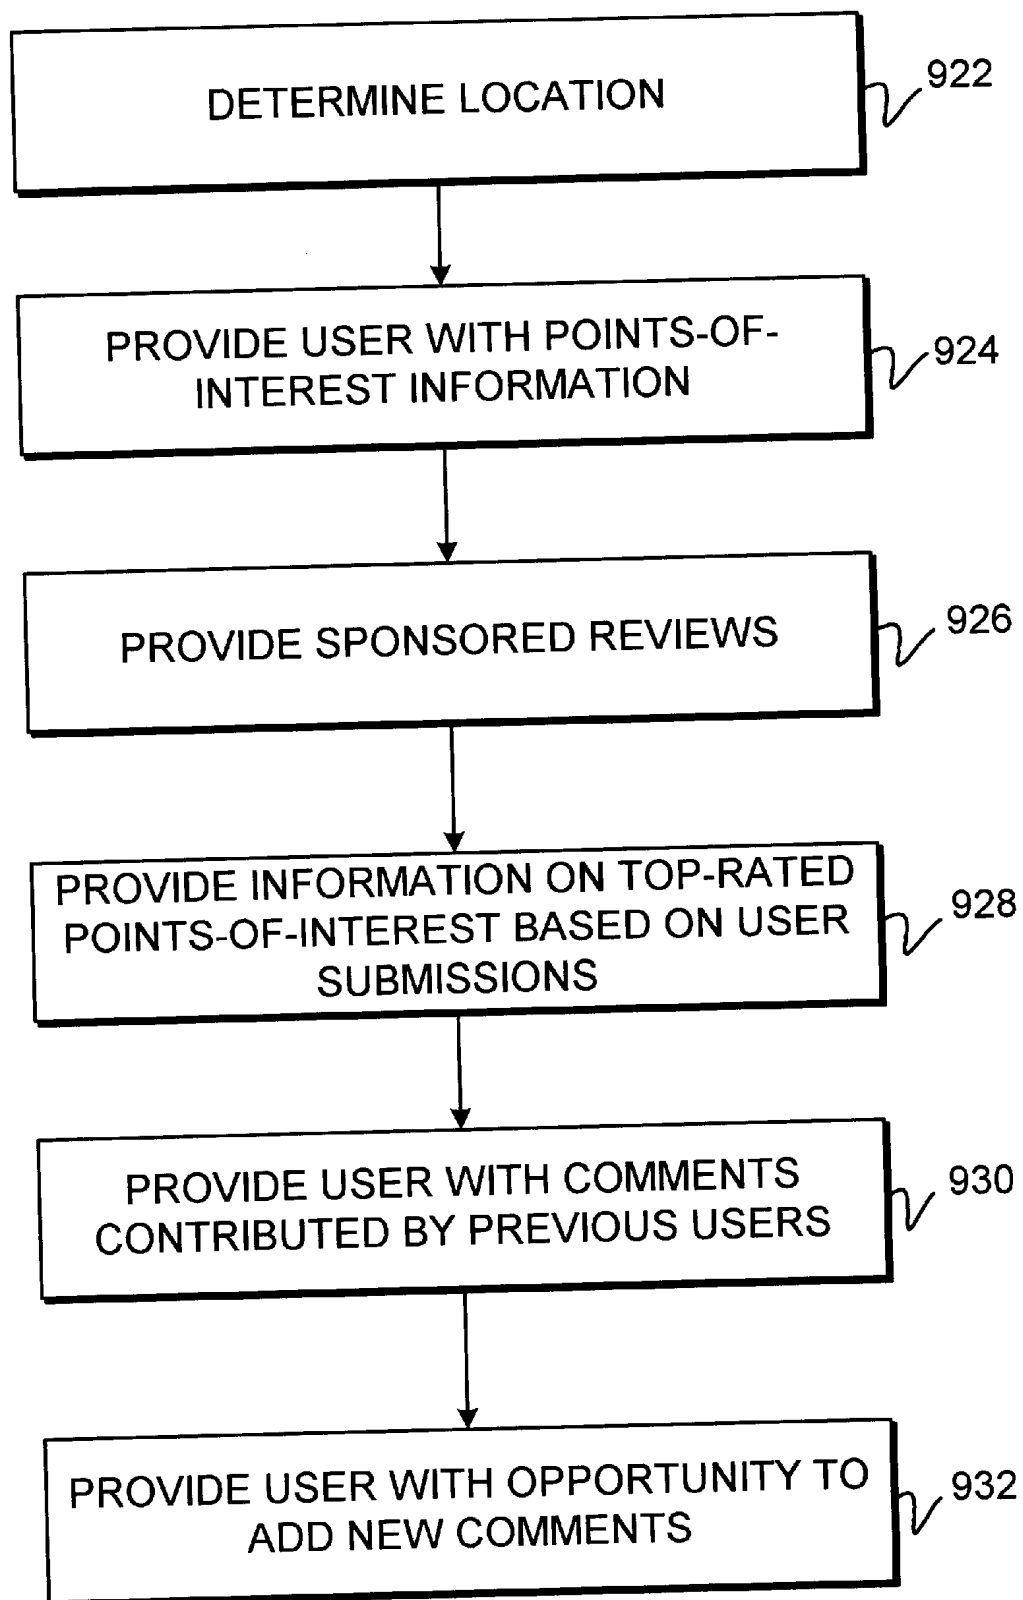 DETERMINE LOCATION
922
PROVIDE USER WITH POINTS-OF-
INTEREST INFORMATION
924
PROVIDE SPONSORED REVIEWS
926
PROVIDE INFORMATION ON TOP-RATED
POINTS-OF-INTEREST BASED ON USER
SUBMISSIONS
928
PROVIDE USER WITH COMMENTS
CONTRIBUTED BY PREVIOUS USERS
930
PROVIDE USER WITH OPPORTUNITY TO
ADD NEW COMMENTS
932